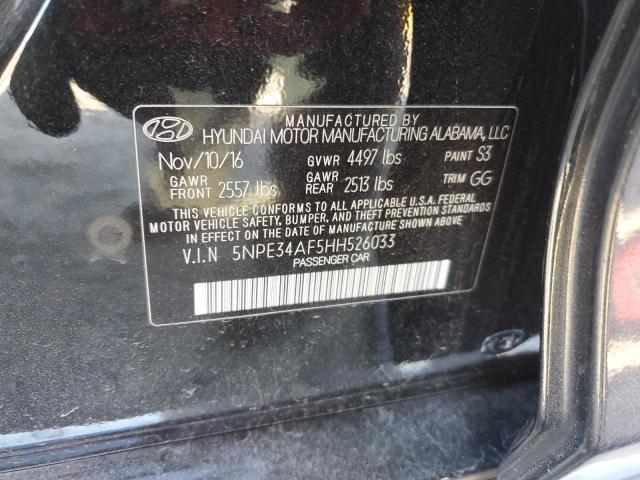 MANUFACTURED BY
HYUNDAI MOTOR MANUFACTURING ALABAMA, LLC
Nov/10/16 GVWR 4497 lbs PAINT S3
GAWR FRONT 2557 lbs GAWR REAR 2513 lbs TRIM GG
THIS VEHICLE CONFORMS TO ALL APPLICABLE U.S.A. FEDERAL
MOTOR VEHICLE SAFETY, BUMPER, AND THEFT PREVENTION STANDARDS
IN EFFECT ON THE DATE OF MANUFACTURE SHOWN ABOVE.
V.I.N 5NPE34AF5HH526033
PASSENGER CAR